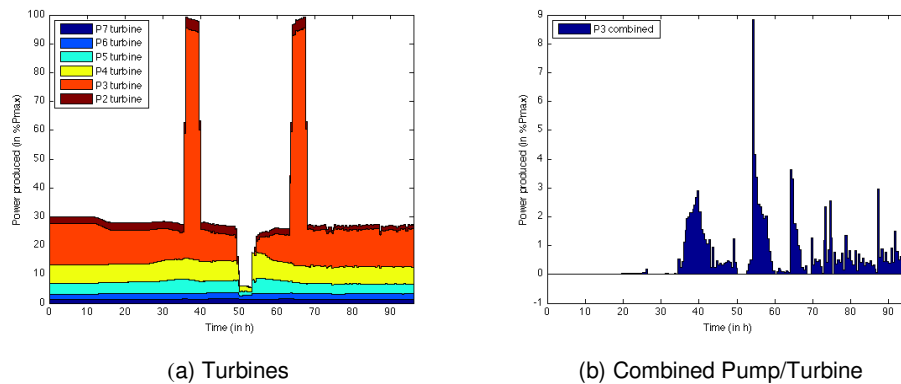 P7 turbine
P6 turbine
P5 turbine
P4 turbine
P3 turbine
P2 turbine
Power produced (in %Pmax)
100
90
80
70
60
50
40
30
20
10
0
0 10 20 30 40 50 60 70 80 90
Time (in h)
(a) Turbines
P3 combined
Power produced (in %Pmax)
9
8
7
6
5
4
3
2
1
0
-1
0 10 20 30 40 50 60 70 80 90
Time (in h)
(b) Combined Pump/Turbine